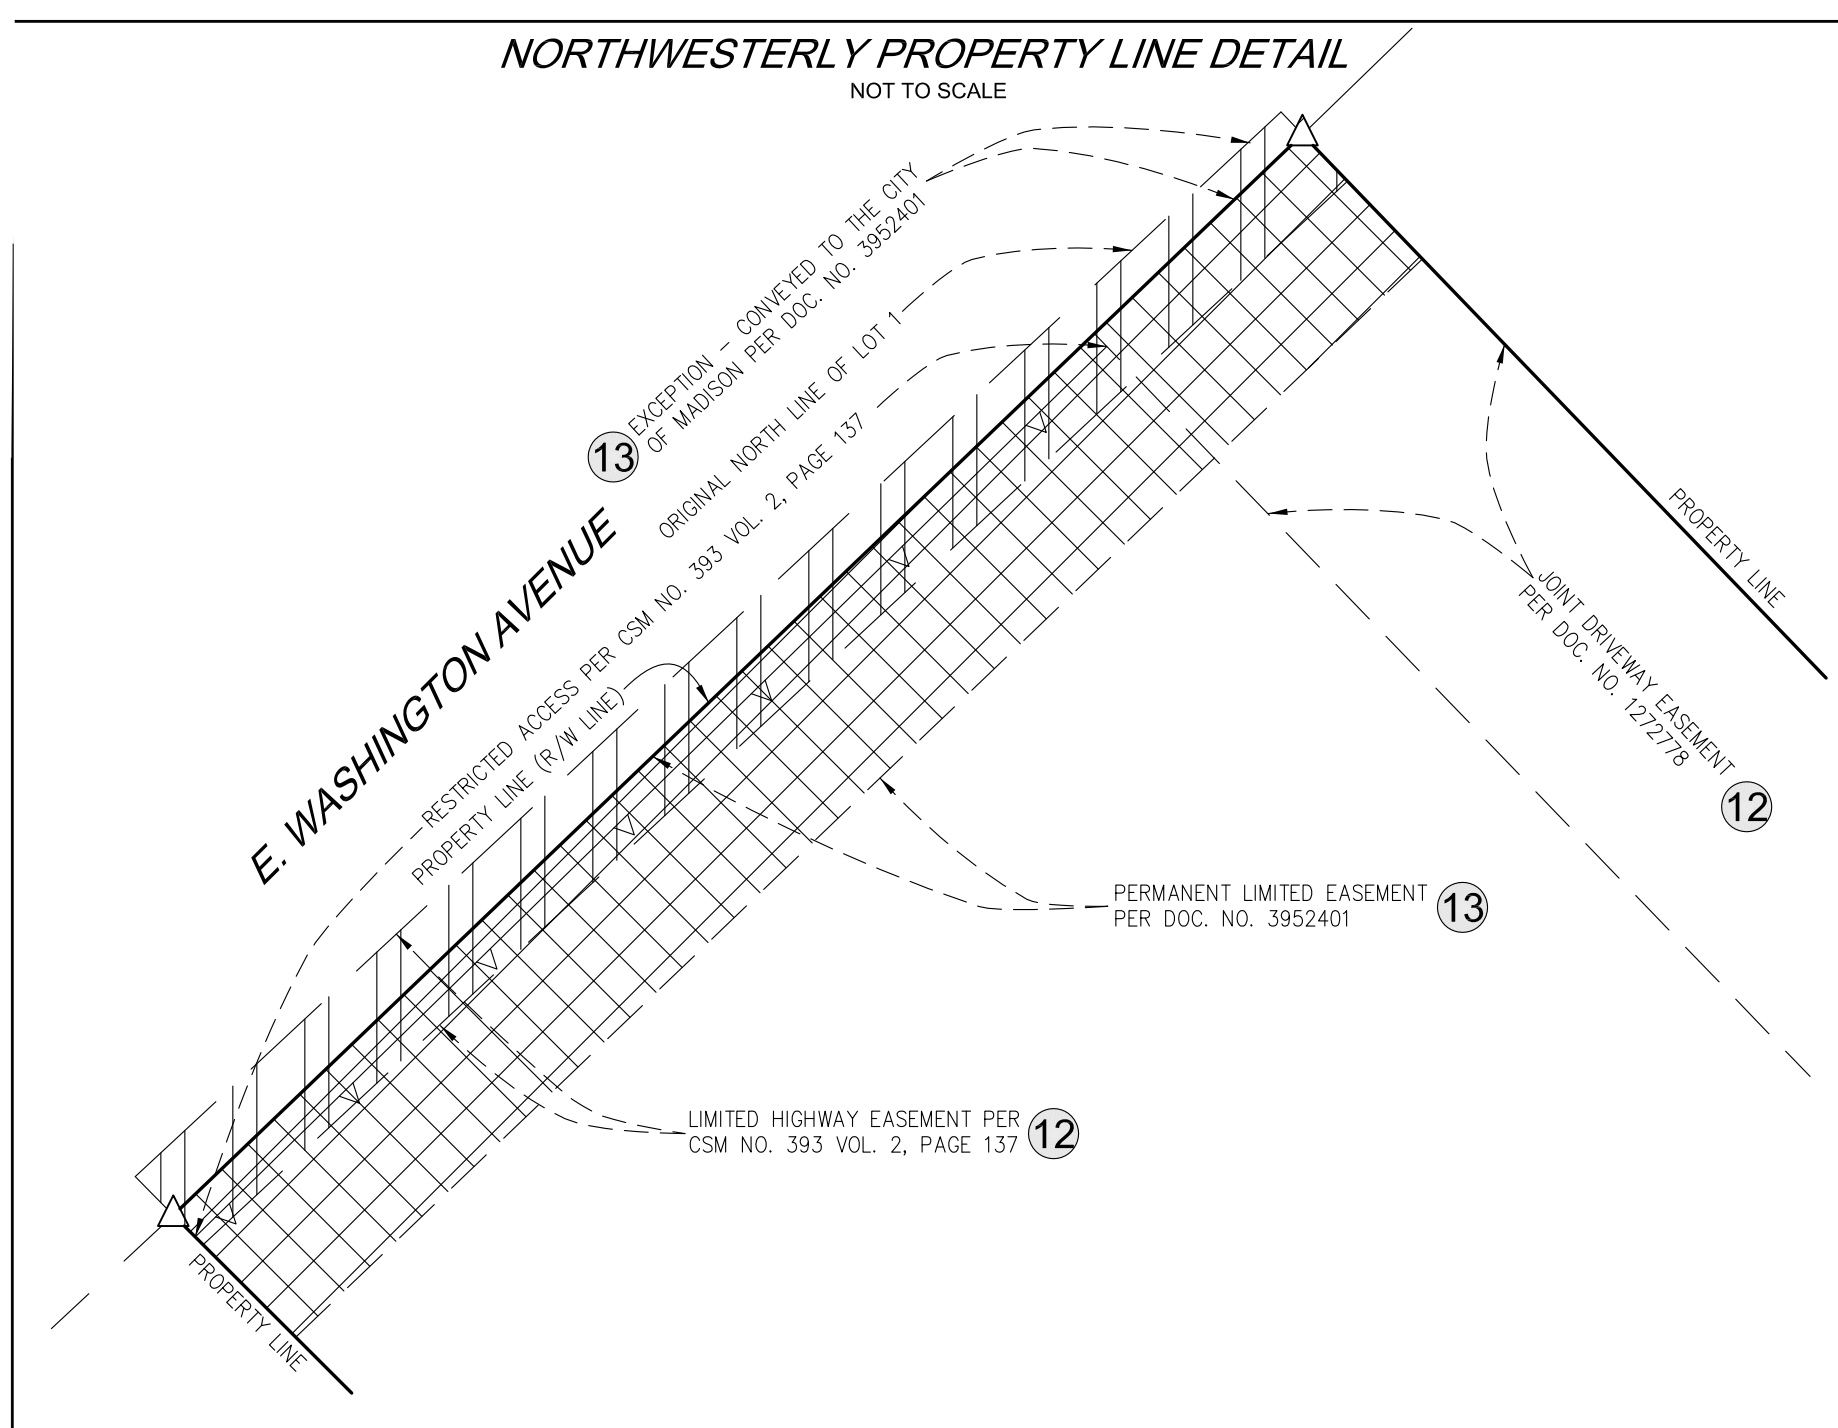 NORTHWESTERLY PROPERTY LINE DETAIL
NOT TO SCALE
13
EXCEPTION - CONVEYED TO THE CITY
OF MADISON PER DOC. NO. 3952401
ORIGINAL NORTH LINE OF LOT 1
RESTRICTED ACCESS PER CSM NO. 393 VOL. 2, PAGE 137
PROPERTY LINE (R/W LINE)
E. WASHINGTON AVENUE
PROPERTY LINE
JOINT DRIVEWAY EASEMENT
PER DOC. NO. 1272778
12
PERMANENT LIMITED EASEMENT
PER DOC. NO. 3952401
13
LIMITED HIGHWAY EASEMENT PER
CSM NO. 393 VOL. 2, PAGE 137
12
PROPERTY LINE